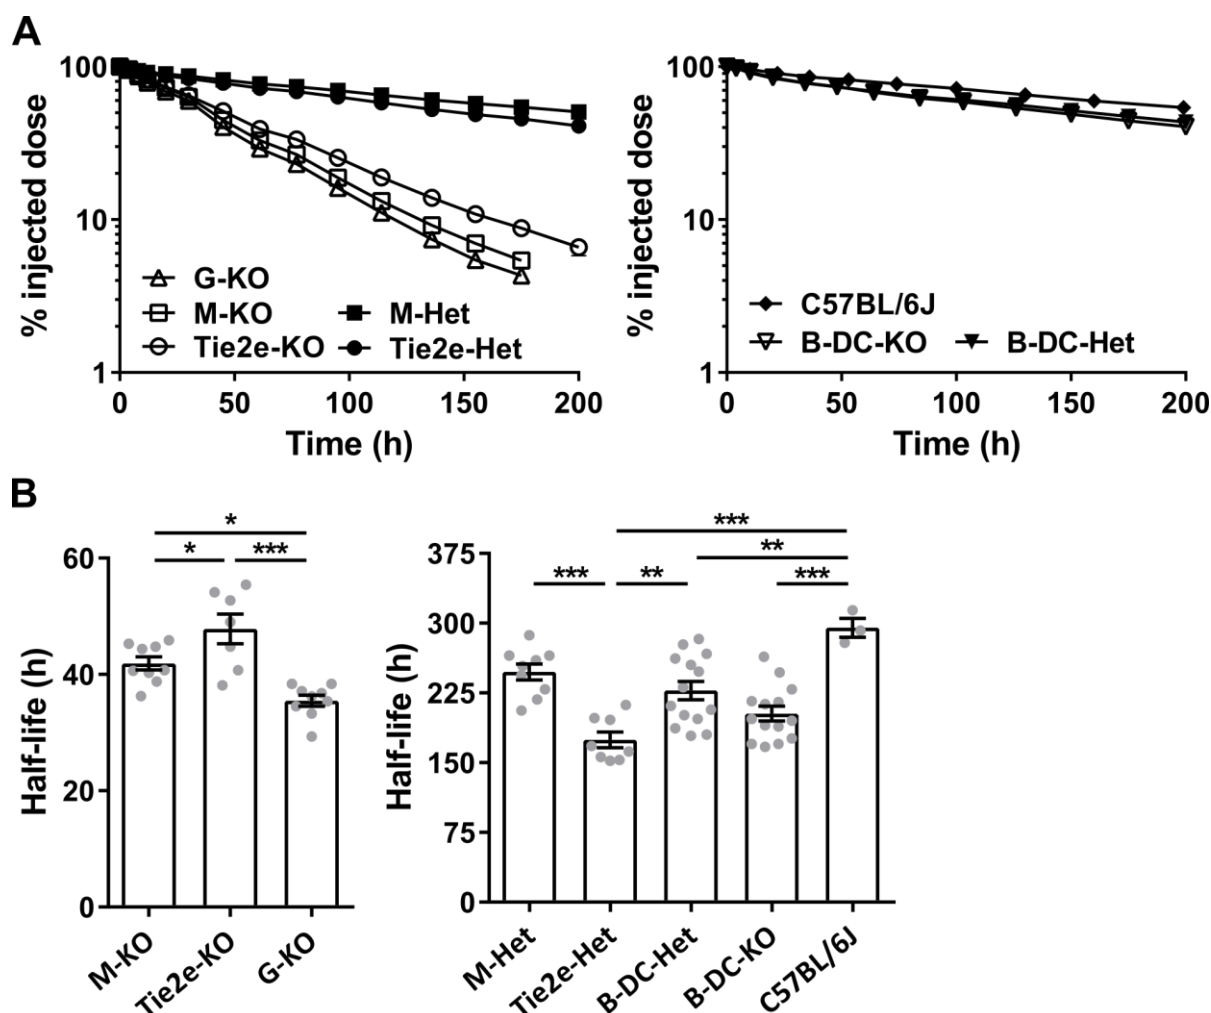 A
% injected dose
100
10
1
G-KO
M-KO
M-Het
Tie2e-KO
Tie2e-Het
0 50 100 150 200
Time (h)
% injected dose
100
10
1
C57BL/6J
B-DC-KO
B-DC-Het
0 50 100 150 200
Time (h)
B
Half-life (h)
60
40
20
0
*
* ***
M-KO
Tie2e-KO
G-KO
Half-life (h)
375
300
225
150
75
0
***
**
*** ** ***
M-Het
Tie2e-Het
B-DC-Het
B-DC-KO
C57BL/6J